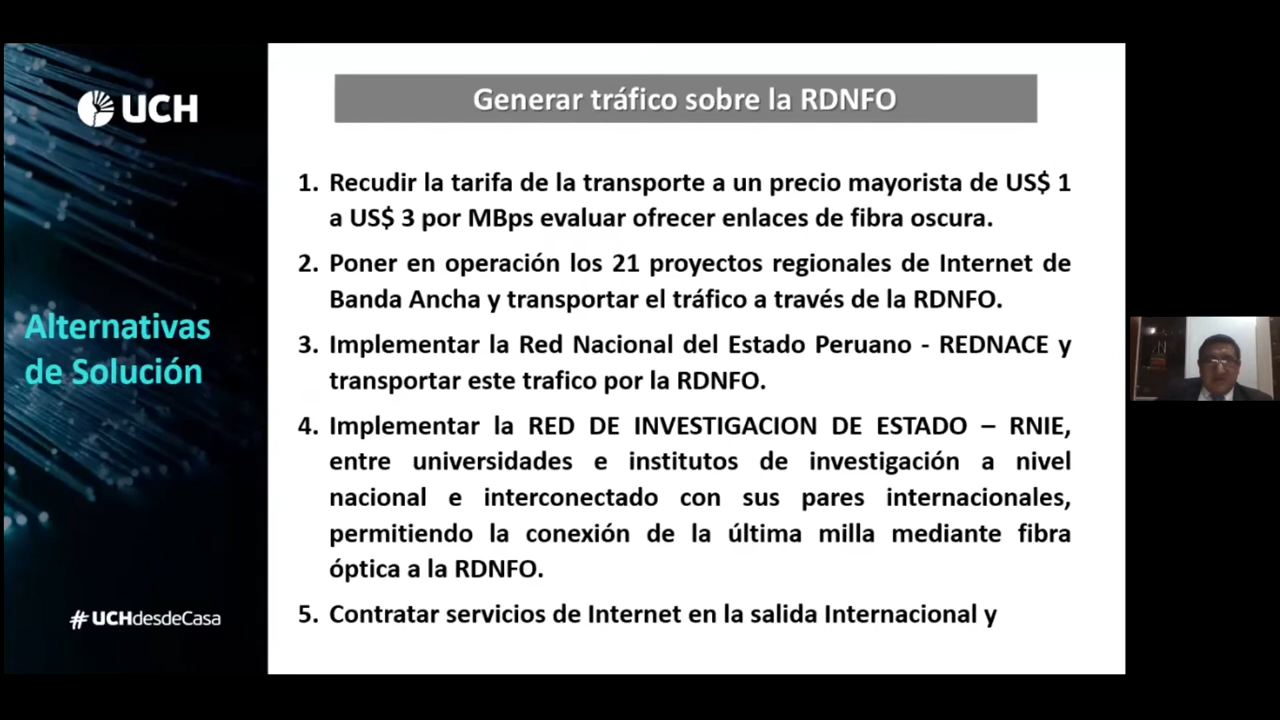 UCH
Generar tráfico sobre la RDNFO
1. Recudir la tarifa de la transporte a un precio mayorista de US$ 1
a US$ 3 por MBps evaluar ofrecer enlaces de fibra oscura.
2. Poner en operación los 21 proyectos regionales de Internet de
Banda Ancha y transportar el tráfico a través de la RDNFO.
3. Implementar la Red Nacional del Estado Peruano - REDNACE y
transportar este trafico por la RDNFO.
4. Implementar la RED DE INVESTIGACION DE ESTADO – RNIE,
entre universidades e institutos de investigación a nivel
nacional e interconectado con sus pares internacionales,
permitiendo la conexión de la última milla mediante fibra
óptica a la RDNFO.
5. Contratar servicios de Internet en la salida Internacional y
Alternativas
de Solución
#UCHdesdeCasa